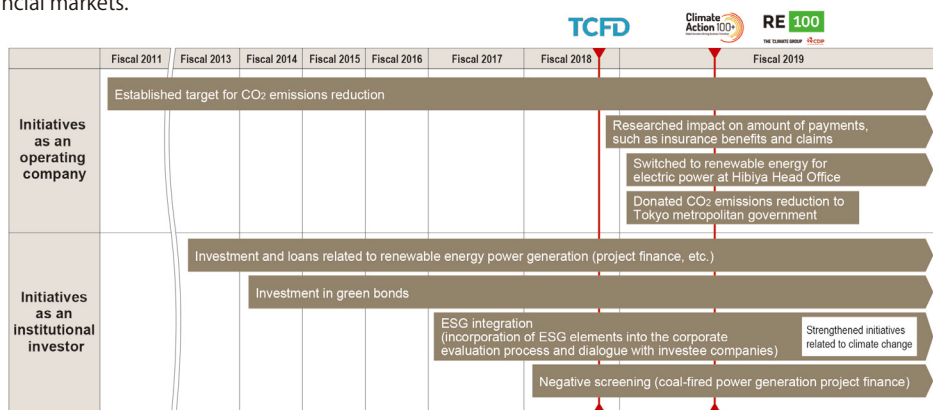 ncial markets.
TCFD
Climate
Action 100+
RE 100
THE CLIMATE GROUP CDP
Fiscal 2011 Fiscal 2013 Fiscal 2014 Fiscal 2015 Fiscal 2016 Fiscal 2017 Fiscal 2018 Fiscal 2019
Initiatives
as an
operating
company
Established target for CO2 emissions reduction
Researched impact on amount of payments,
such as insurance benefits and claims
Switched to renewable energy for
electric power at Hibiya Head Office
Donated CO2 emissions reduction to
Tokyo metropolitan government
Initiatives
as an
institutional
investor
Investment and loans related to renewable energy power generation (project finance, etc.)
Investment in green bonds
ESG integration
(incorporation of ESG elements into the corporate
evaluation process and dialogue with investee companies)
Strengthened initiatives
related to climate change
Negative screening (coal-fired power generation project finance)